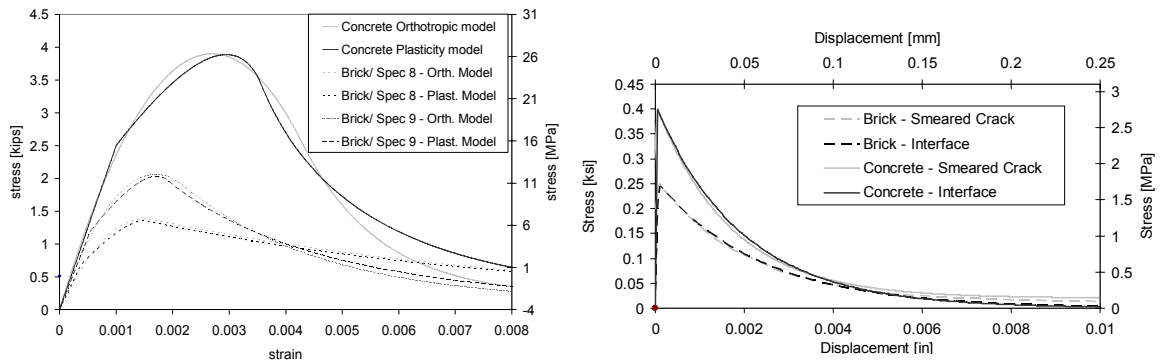 4.5
4
3.5
3
2.5
2
1.5
1
0.5
0
stress [kips]
31
26
21
16
11
6
1
-4
stress [MPa]
Concrete Orthotropic model
Concrete Plasticity model
Brick/ Spec 8 - Orth. Model
Brick/ Spec 8 - Plast. Model
Brick/ Spec 9 - Orth. Model
Brick/ Spec 9 - Plast. Model
0 0.001 0.002 0.003 0.004 0.005 0.006 0.007 0.008
strain
Displacement [mm]
0 0.05 0.1 0.15 0.2 0.25
0.45
0.4
0.35
0.3
0.25
0.2
0.15
0.1
0.05
0
Stress [ksi]
3
2
2
1
1
0
Stress [MPa]
Brick - Smeared Crack
Brick - Interface
Concrete - Smeared Crack
Concrete - Interface
0 0.002 0.004 0.006 0.008 0.01
Displacement [in]